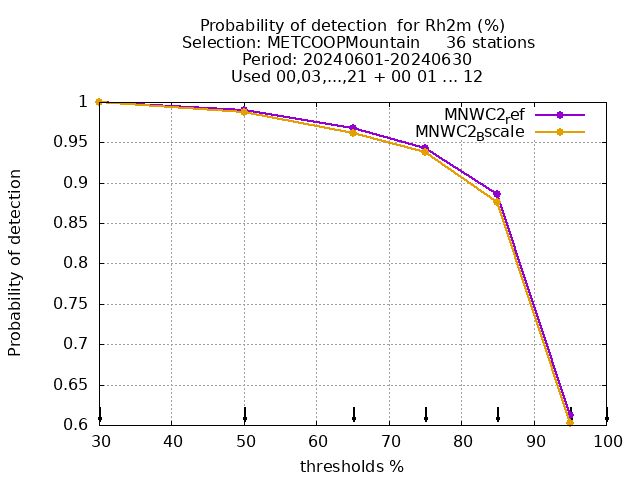 Probability of detection for Rh2m (%)
Selection: METCOOPMountain 36 stations
Period: 20240601-20240630
Used 00,03,...,21 + 00 01 ... 12
MNWC2ref
MNWC2Bscale
1
0.95
0.9
0.85
0.8
0.75
0.7
0.65
0.6
Probability of detection
30 40 50 60 70 80 90 100
thresholds %